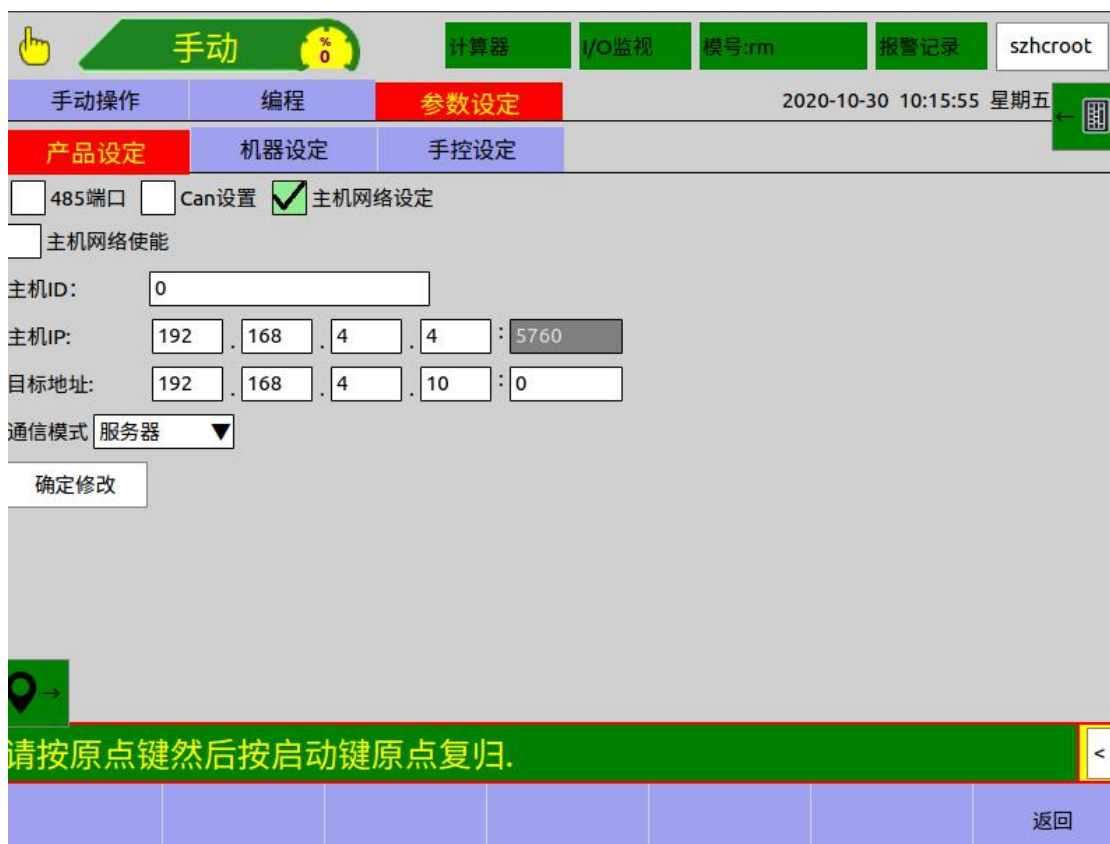 手动 % 0 计算器 I/O监视 模号:rm 报警记录 szhcroot
手动操作 编程 参数设定 2020-10-30 10:15:55 星期五 ←
产品设定 机器设定 手控设定
485端口 Can设置 主机网络设定
主机网络使能
主机ID: 0
主机IP: 192 . 168 . 4 . 4 : 5760
目标地址: 192 . 168 . 4 . 10 : 0
通信模式 服务器 ▼
确定修改
→
请按原点键然后按启动键原点复归.
<
返回